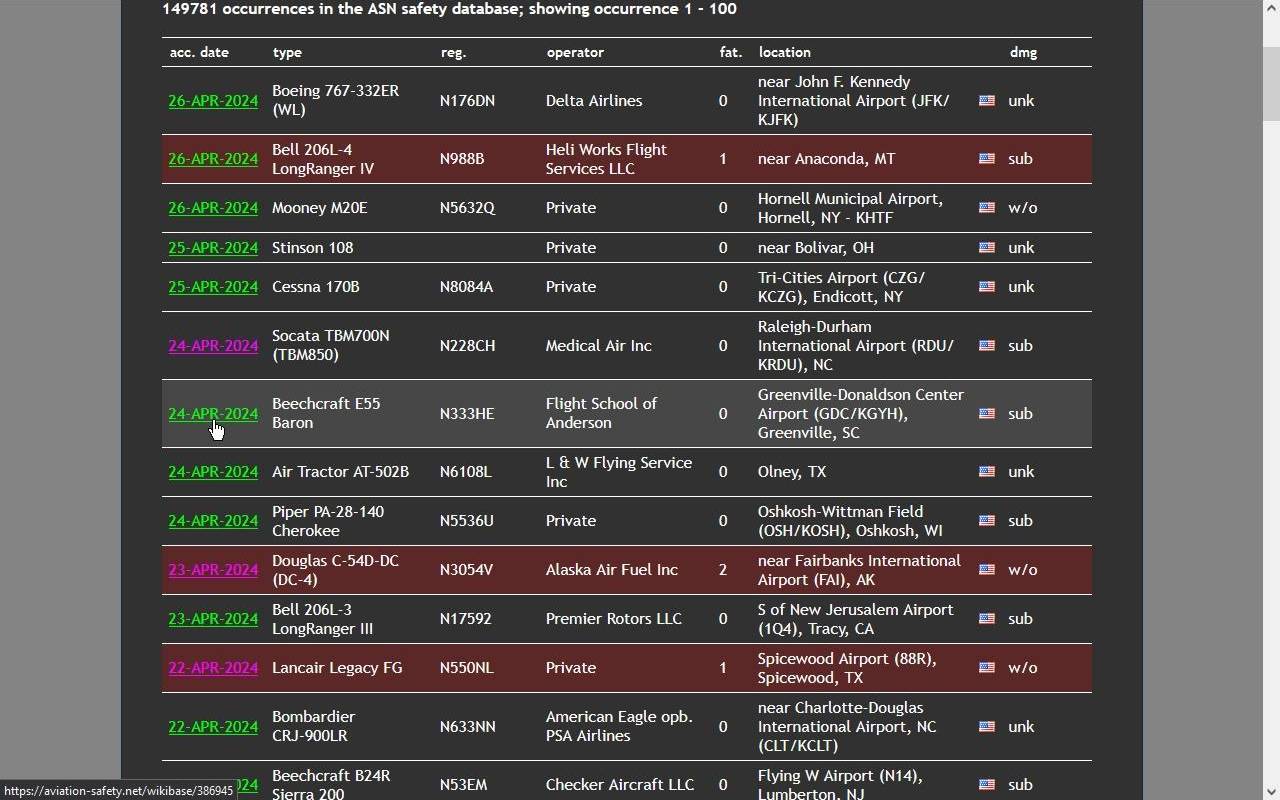 149781 occurrences in the ASN safety database; showing occurrence 1 - 100
acc. date type reg. operator fat. location dmg
26-APR-2024 Boeing 767-332ER (WL) N176DN Delta Airlines 0 near John F. Kennedy International Airport (JFK/KJFK) unk
26-APR-2024 Bell 206L-4 LongRanger IV N988B Heli Works Flight Services LLC 1 near Anaconda, MT sub
26-APR-2024 Mooney M20E N5632Q Private 0 Hornell Municipal Airport, Hornell, NY - KHTF w/o
25-APR-2024 Stinson 108 Private 0 near Bolivar, OH unk
25-APR-2024 Cessna 170B N8084A Private 0 Tri-Cities Airport (CZG/KCZG), Endicott, NY unk
24-APR-2024 Socata TBM700N (TBM850) N228CH Medical Air Inc 0 Raleigh-Durham International Airport (RDU/KRDU), NC sub
24-APR-2024 Beechcraft E55 Baron N333HE Flight School of Anderson 0 Greenville-Donaldson Center Airport (GDC/KGYH), Greenville, SC sub
24-APR-2024 Air Tractor AT-502B N6108L L & W Flying Service Inc 0 Olney, TX unk
24-APR-2024 Piper PA-28-140 Cherokee N5536U Private 0 Oshkosh-Wittman Field (OSH/KOSH), Oshkosh, WI sub
23-APR-2024 Douglas C-54D-DC (DC-4) N3054V Alaska Air Fuel Inc 2 near Fairbanks International Airport (FAI), AK w/o
23-APR-2024 Bell 206L-3 LongRanger III N17592 Premier Rotors LLC 0 S of New Jerusalem Airport (1Q4), Tracy, CA sub
22-APR-2024 Lancair Legacy FG N550NL Private 1 Spicewood Airport (88R), Spicewood, TX w/o
22-APR-2024 Bombardier CRJ-900LR N633NN American Eagle opb. PSA Airlines 0 near Charlotte-Douglas International Airport, NC (CLT/KCLT) unk
24 Beechcraft B24R Sierra 200 N53EM Checker Aircraft LLC 0 Flying W Airport (N14), Lumberton, NJ sub
https://aviation-safety.net/wikibase/386945